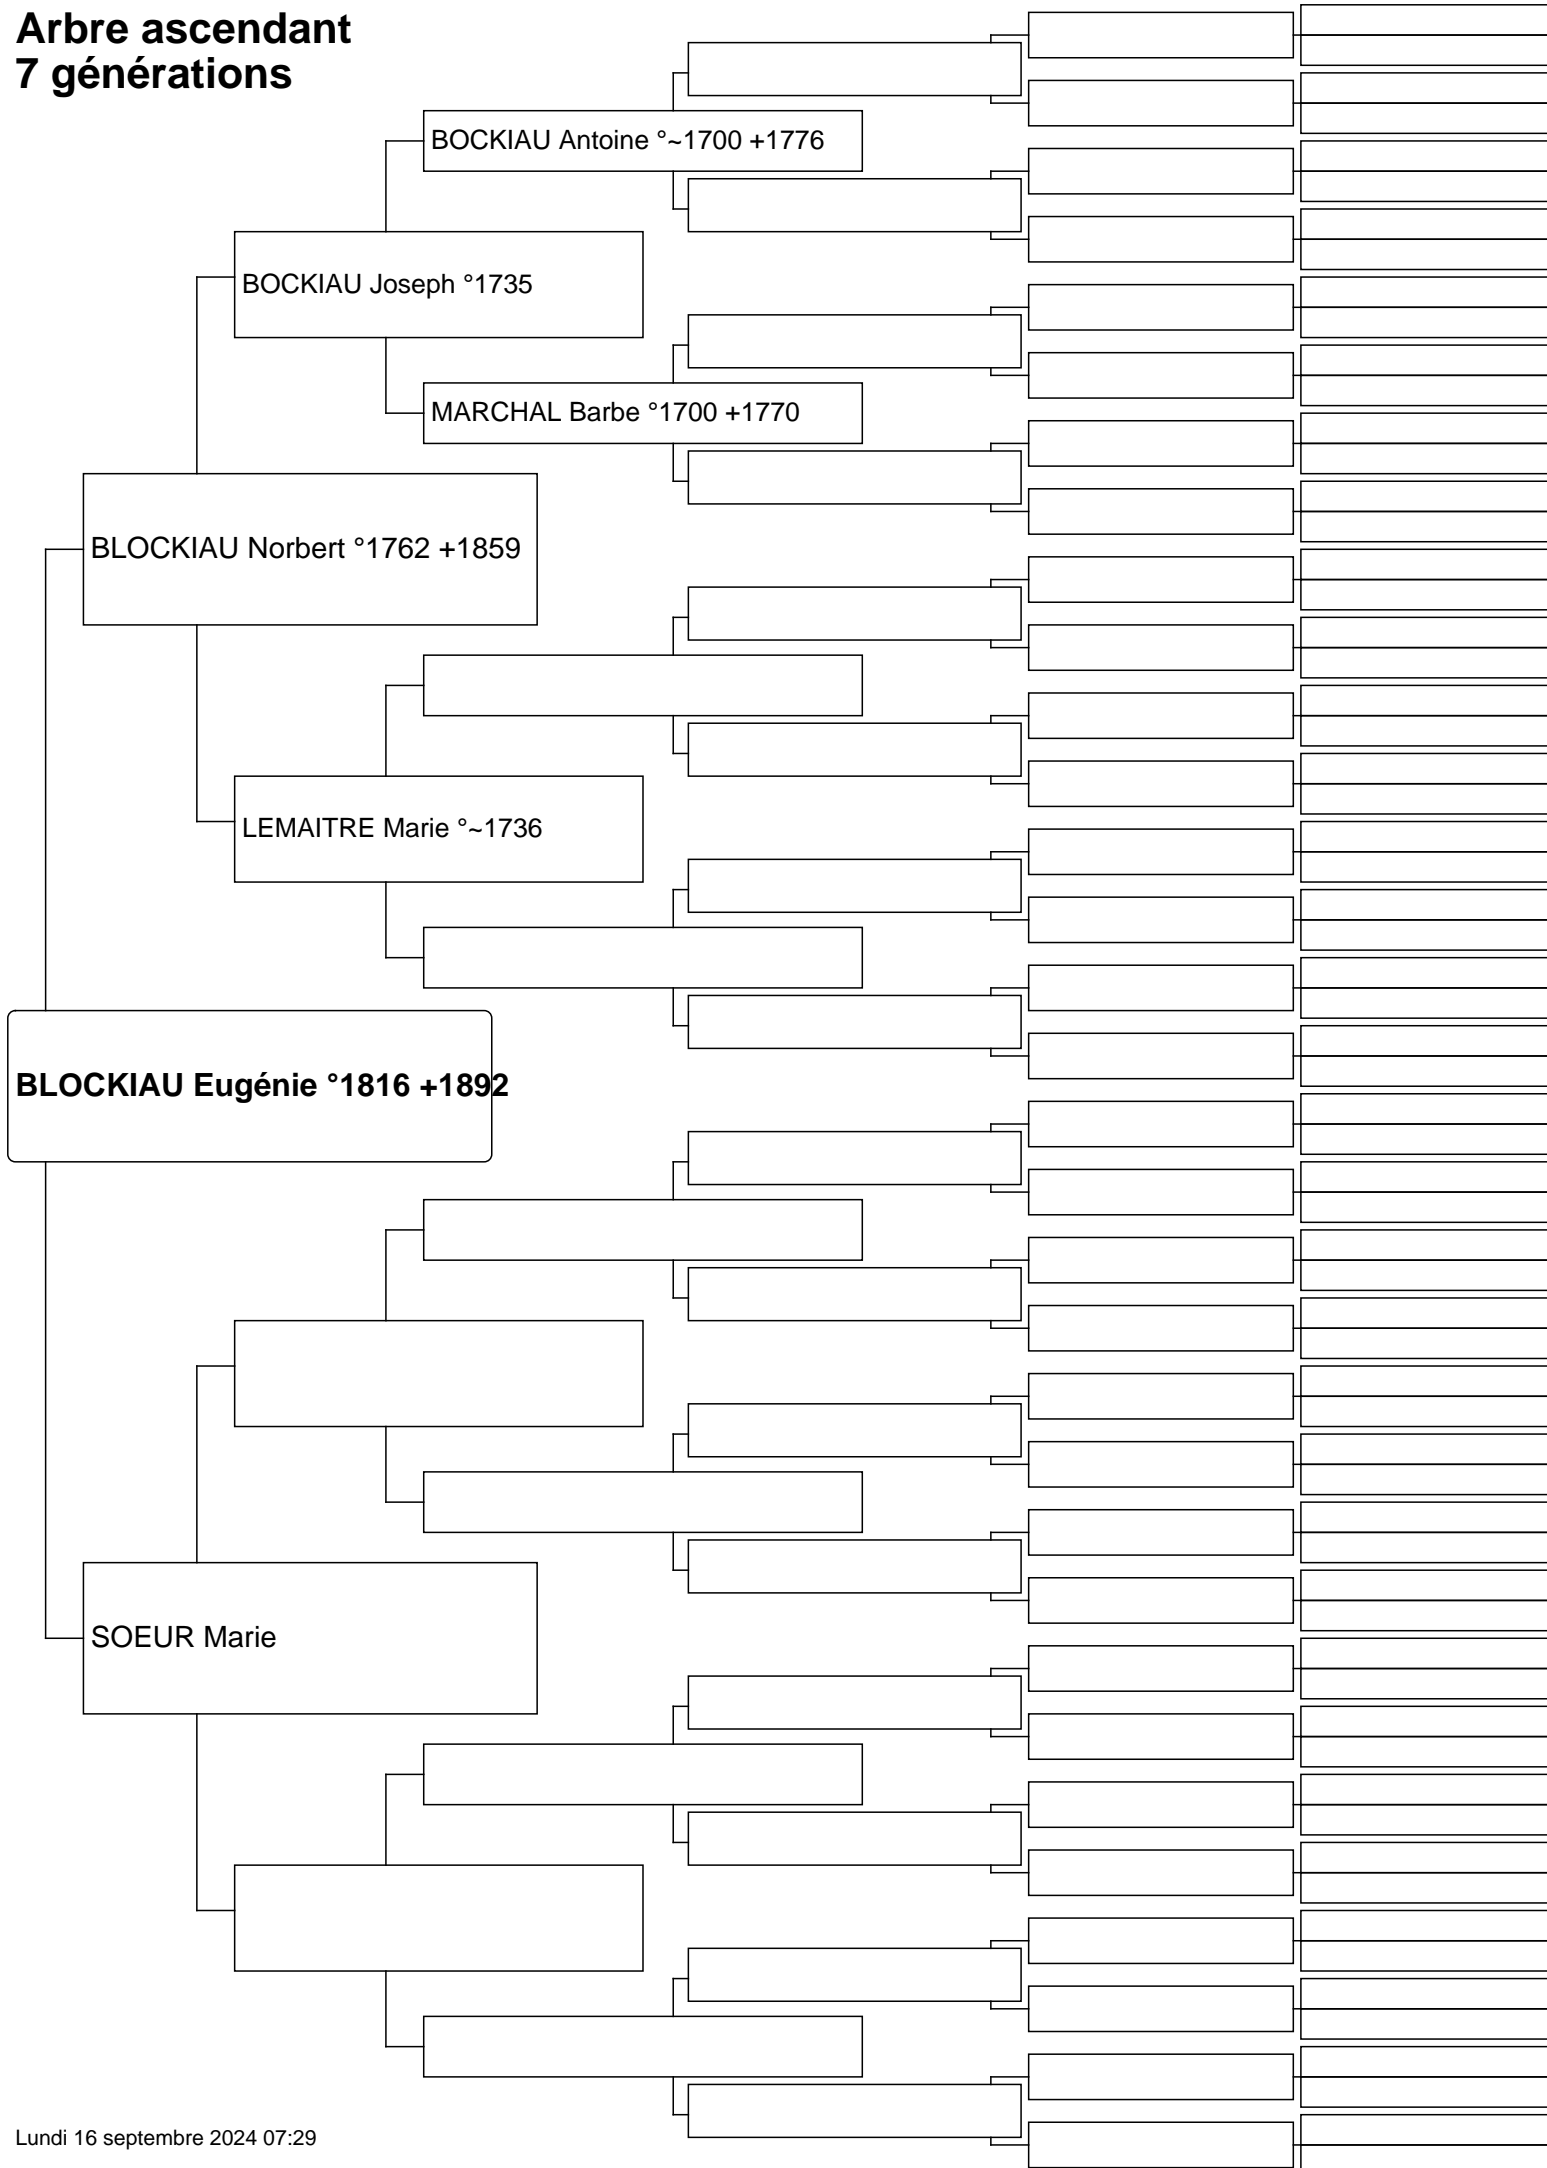 Arbre ascendant
7 générations
BOCKIAU Antoine °~1700 +1776
BOCKIAU Joseph °1735
MARCHAL Barbe °1700 +1770
BLOCKIAU Norbert °1762 +1859
LEMAITRE Marie °~1736
BLOCKIAU Eugénie °1816 +1892
SOEUR Marie
Lundi 16 septembre 2024 07:29